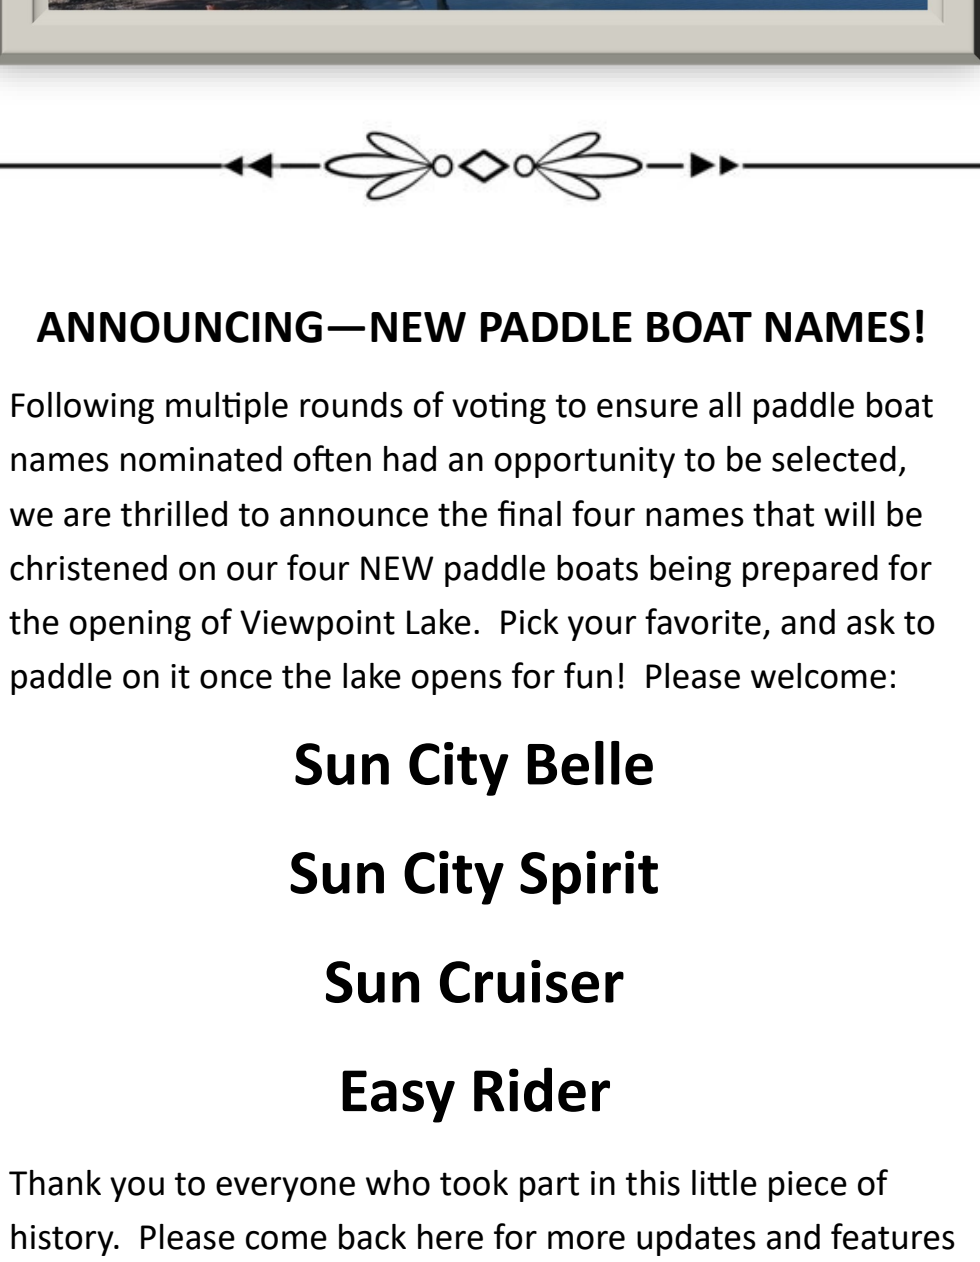 ANNOUNCING—NEW PADDLE BOAT NAMES!
Following multiple rounds of voting to ensure all paddle boat
names nominated often had an opportunity to be selected,
we are thrilled to announce the final four names that will be
christened on our four NEW paddle boats being prepared for
the opening of Viewpoint Lake.  Pick your favorite, and ask to
paddle on it once the lake opens for fun!  Please welcome:
Sun City Belle
Sun City Spirit
Sun Cruiser
Easy Rider
Thank you to everyone who took part in this little piece of
history.  Please come back here for more updates and features